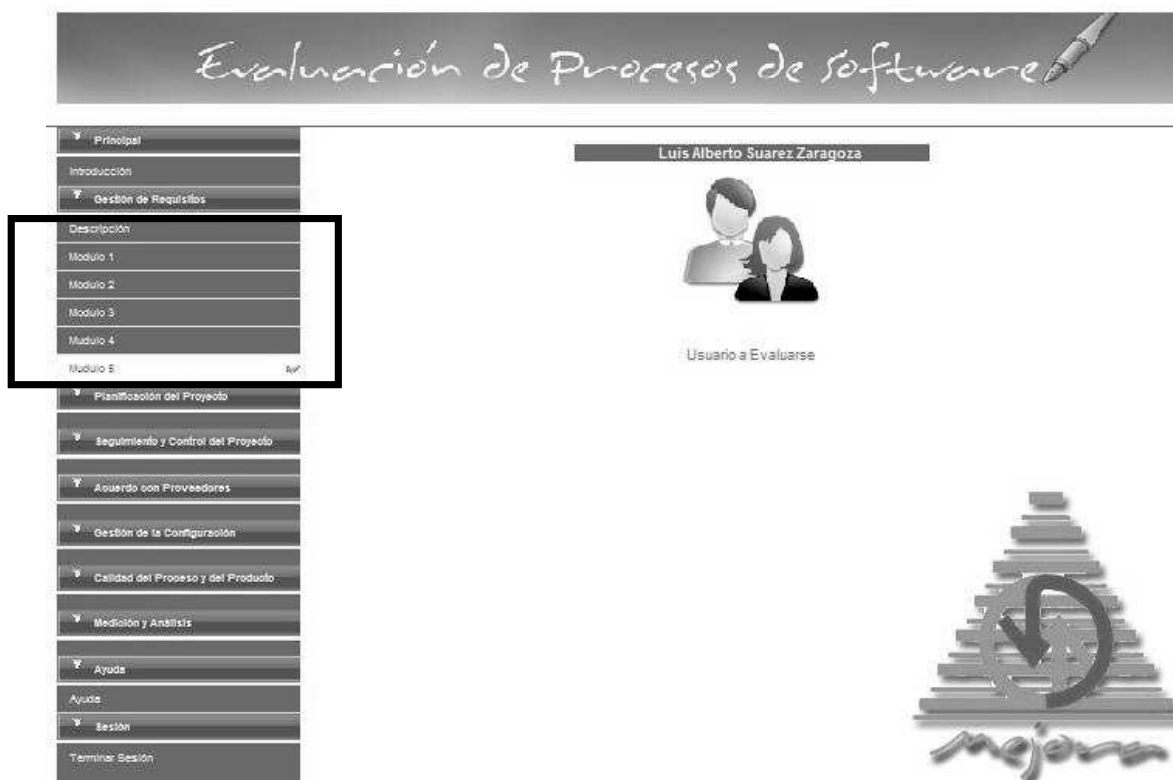 Evaluación de Procesos de Software
Principal
Introducción
Gestión de Requisitos
Descripción
Modulo 1
Modulo 2
Modulo 3
Mudulo 4
Mudulo 5
Planificación del Proyecto
Seguimiento y Control del Proyecto
Acuerdo con Proveedores
Gestión de la Configuración
Calidad del Proceso y del Producto
Medición y Análisis
Ayuda
Ayuda
Sesión
Terminar Sesión
Luis Alberto Suarez Zaragoza
Usuario a Evaluarse
Mejora